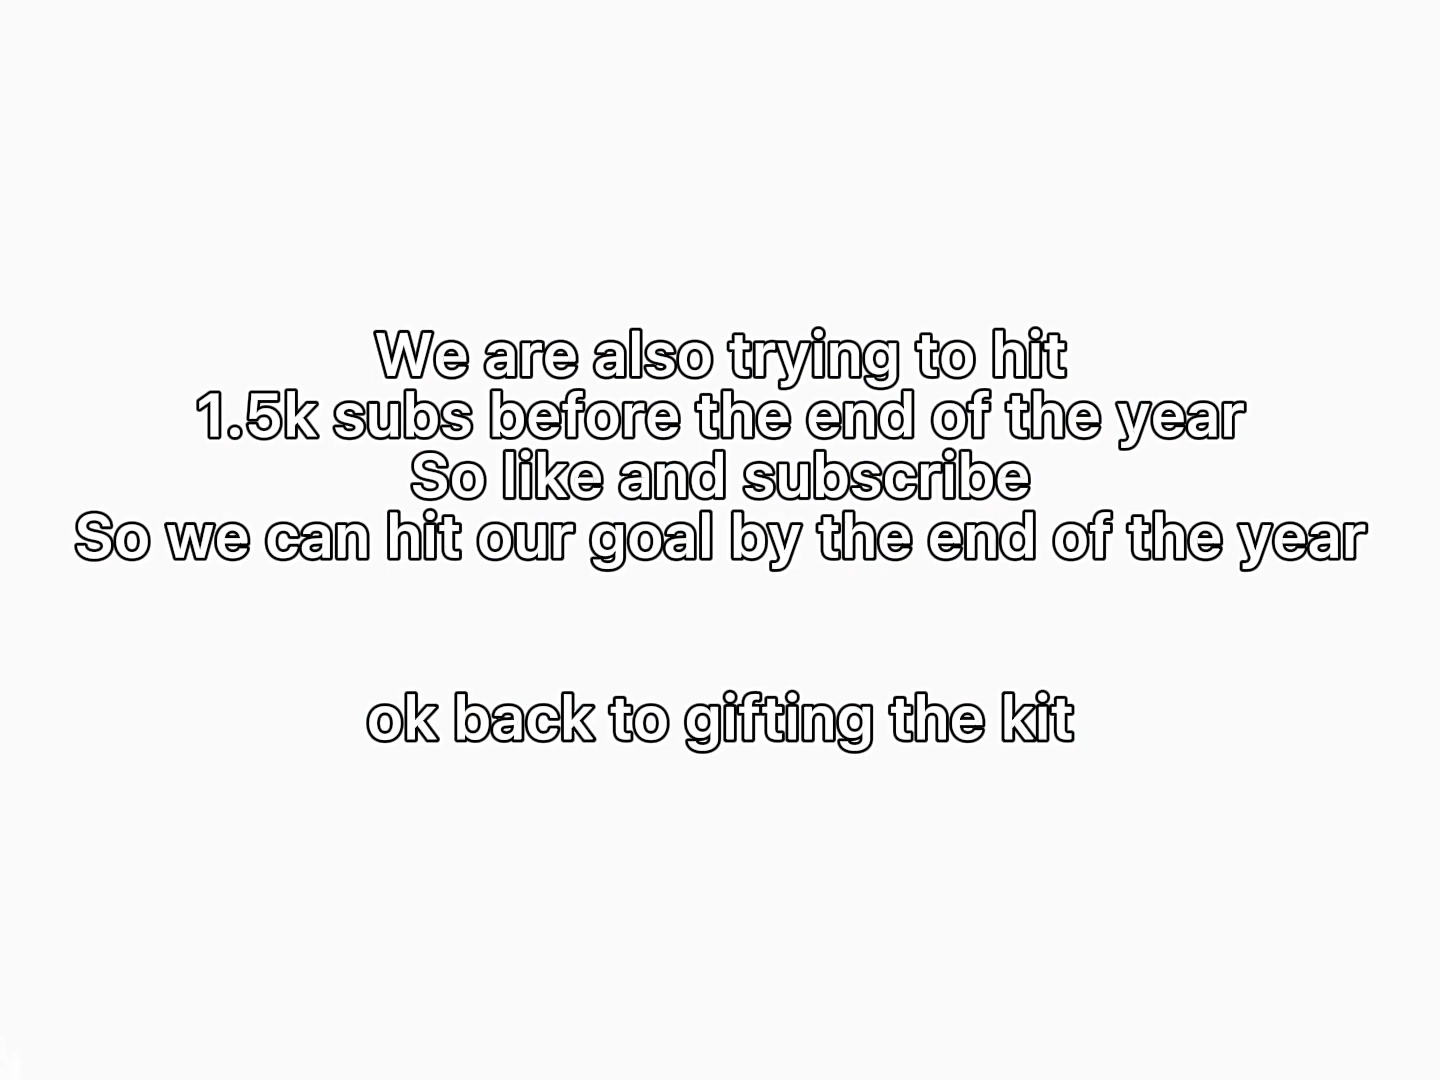 We are also trying to hit
1.5k subs before the end of the year
So like and subscribe
So we can hit our goal by the end of the year
ok back to gifting the kit